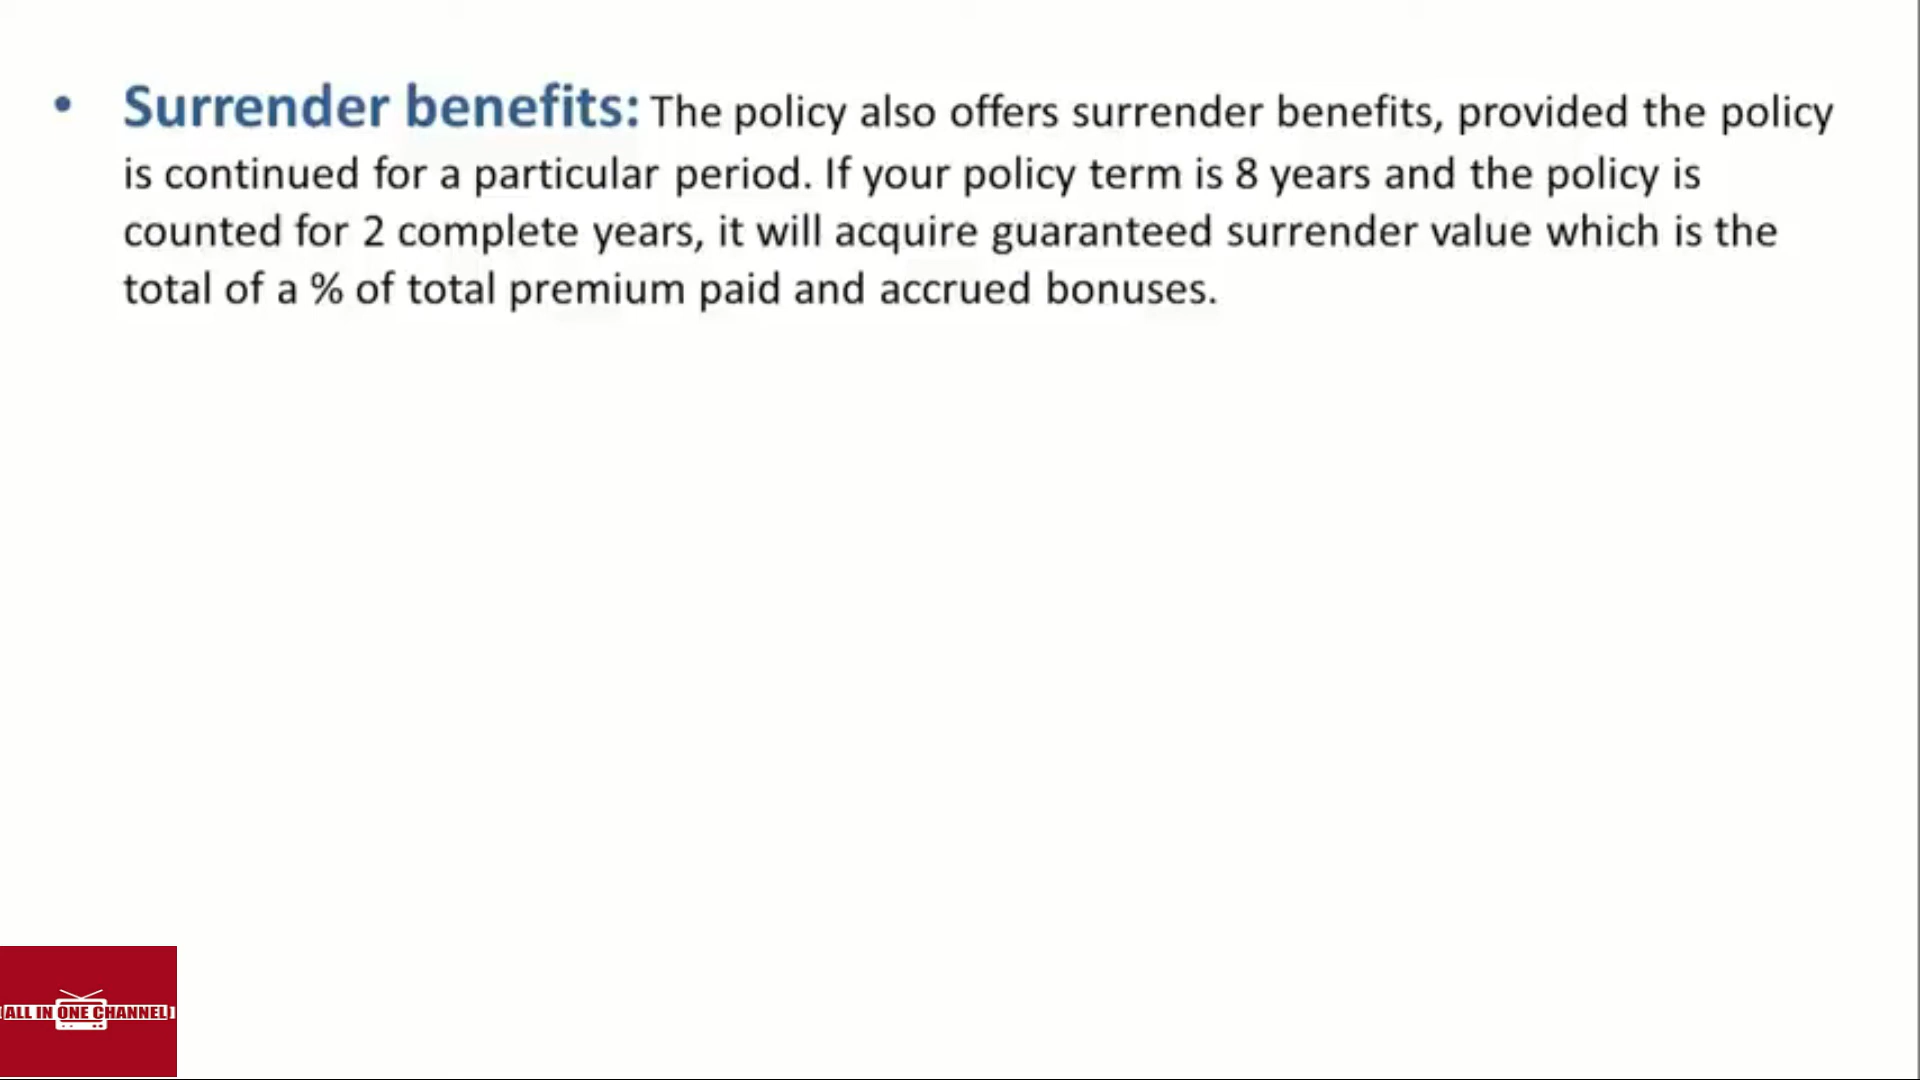 • Surrender benefits: The policy also offers surrender benefits, provided the policy
is continued for a particular period. If your policy term is 8 years and the policy is
counted for 2 complete years, it will acquire guaranteed surrender value which is the
total of a % of total premium paid and accrued bonuses.
[ALL IN ONE CHANNEL]